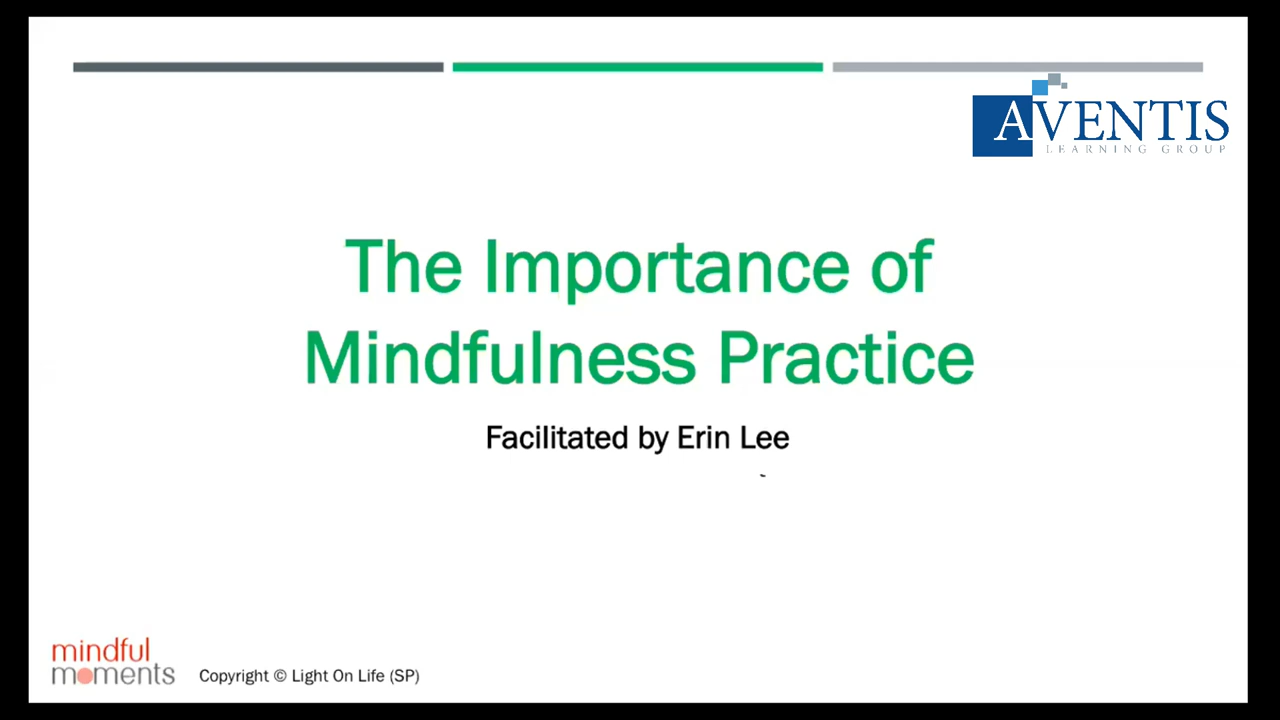 AVENTIS
LEARNING GROUP
The Importance of
Mindfulness Practice
Facilitated by Erin Lee
mindful
moments
Copyright © Light On Life (SP)